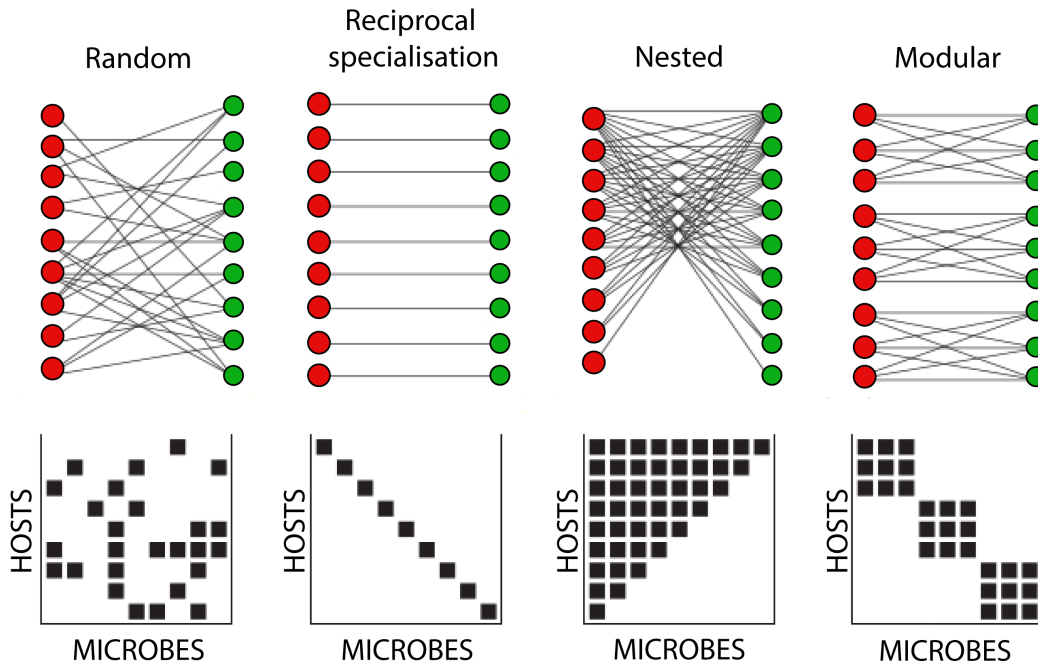 Random
Reciprocal
specialisation
Nested
Modular
HOSTS
HOSTS
HOSTS
HOSTS
MICROBES
MICROBES
MICROBES
MICROBES